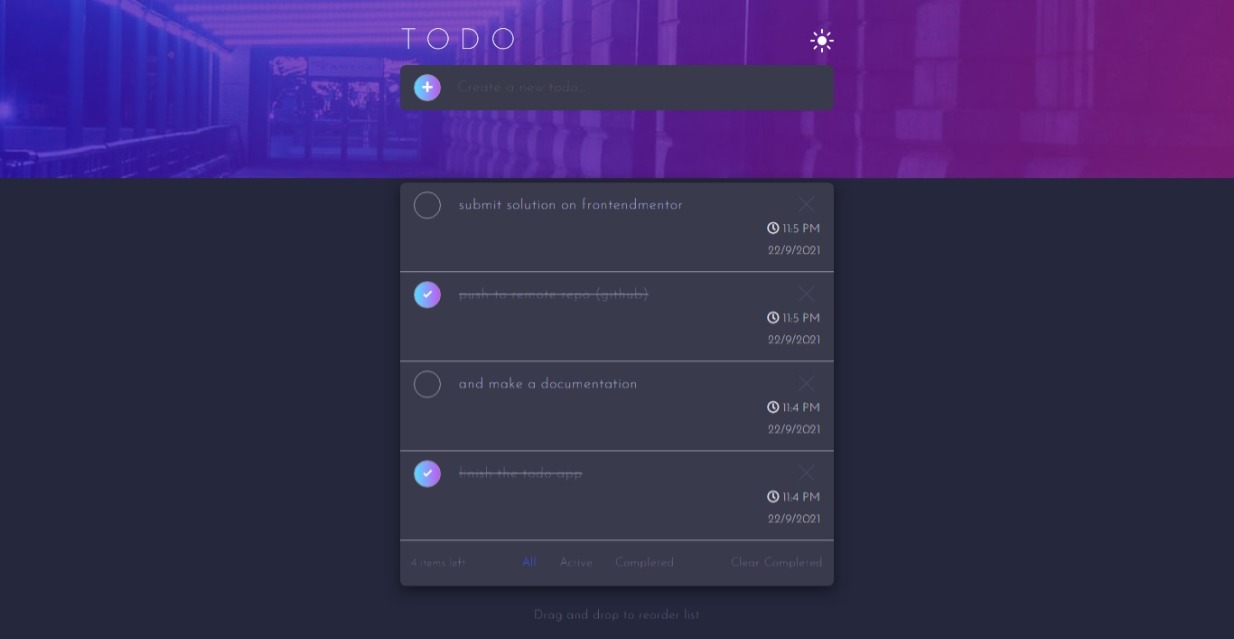 TODO
Create a new todo...
submit solution on frontendmentor
11:5 PM
22/9/2021
push to remote repo (github)
11:5 PM
22/9/2021
and make a documentation
11:4 PM
22/9/2021
finish the todo app
11:4 PM
22/9/2021
4 items left All Active Completed Clear Completed
Drag and drop to reorder list